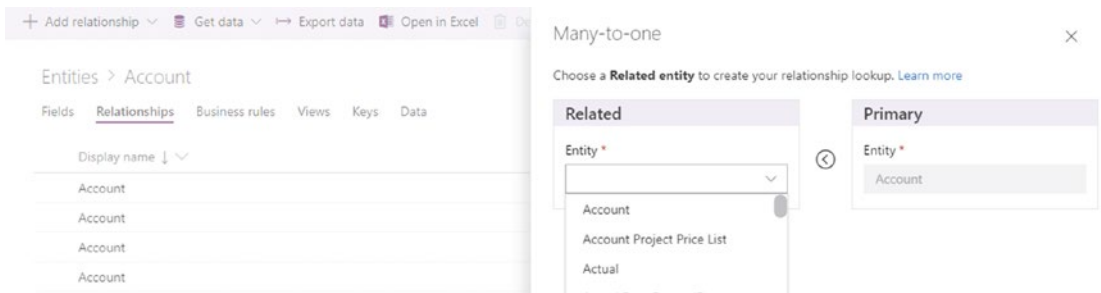 Add relationship Get data Export data Open in Excel
Many-to-one
Entities > Account
Choose a Related entity to create your relationship lookup. Learn more
Fields Relationships Business rules Views Keys Data
Related
Primary
Entity *
Entity *
Account
Display name ↓
Account
Account
Account
Account
Account
Account Project Price List
Actual